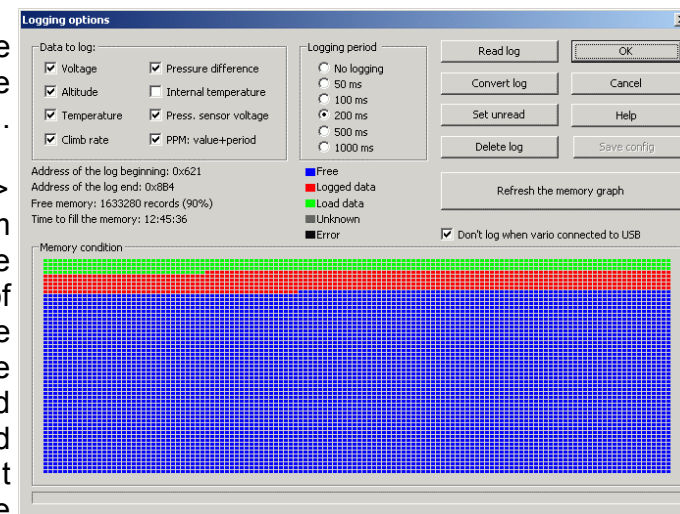 Logging options
Data to log:
Voltage
Pressure difference
Altitude
Internal temperature
Temperature
Press. sensor voltage
Climb rate
PPM: value+period
Logging period
No logging
50 ms
100 ms
200 ms
500 ms
1000 ms
Read log
OK
Convert log
Cancel
Set unread
Help
Delete log
Save config
Address of the log beginning: 0x621
Address of the log end: 0x8B4
Free memory: 1633280 records (90%)
Time to fill the memory: 12:45:36
Free
Logged data
Load data
Unknown
Error
Refresh the memory graph
Don't log when vario connected to USB
Memory condition